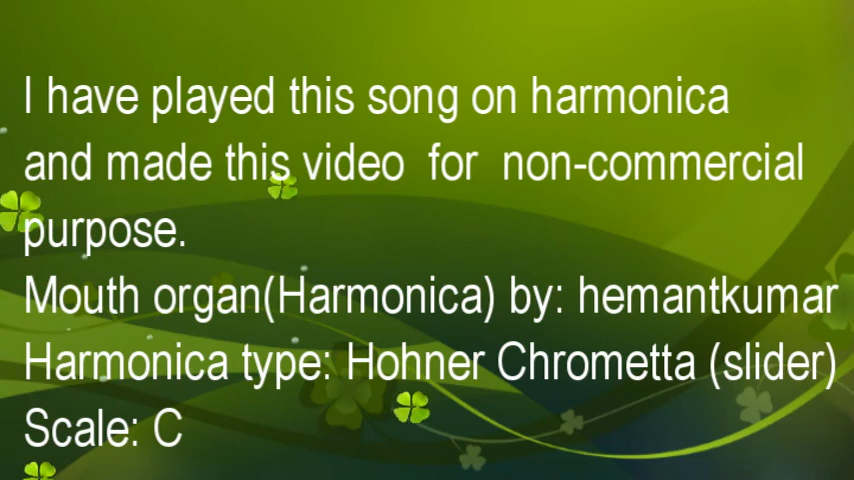 I have played this song on harmonica
and made this video for non-commercial
purpose.
Mouth organ(Harmonica) by: hemantkumar
Harmonica type: Hohner Chrometta (slider)
Scale: C